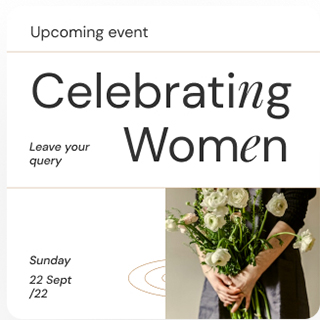 Upcoming event
Celebrating
Women
Leave your
query
Sunday
22 Sept
/22